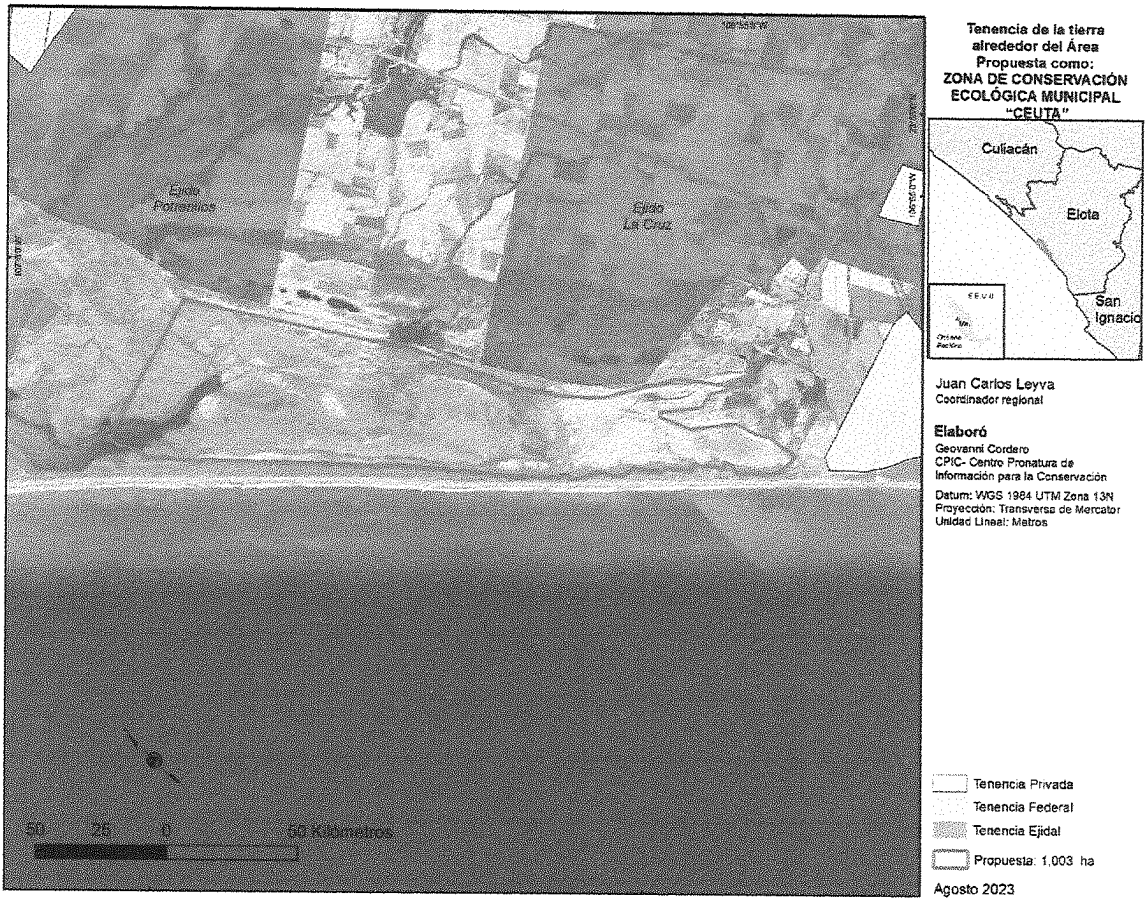 Tenencia de la tierra
alrededor del Área
Propuesta como:
ZONA DE CONSERVACIÓN
ECOLÓGICA MUNICIPAL
"CEUTA"
Culiacán
Elota
San
Ignacio
E.E.U.U
Océano
Pacífico
Juan Carlos Leyva
Coordinador regional
Elaboró
Geovanni Cordero
CPIC- Centro Pronatura de
Información para la Conservación
Datum: WGS 1984 UTM Zona 13N
Proyección: Transversa de Mercator
Unidad Lineal: Metros
Ejido
Potrerillos
Ejido
La Cruz
50 25 0 50 Kilómetros
Tenencia Privada
Tenencia Federal
Tenencia Ejidal
Propuesta: 1,003 ha
Agosto 2023